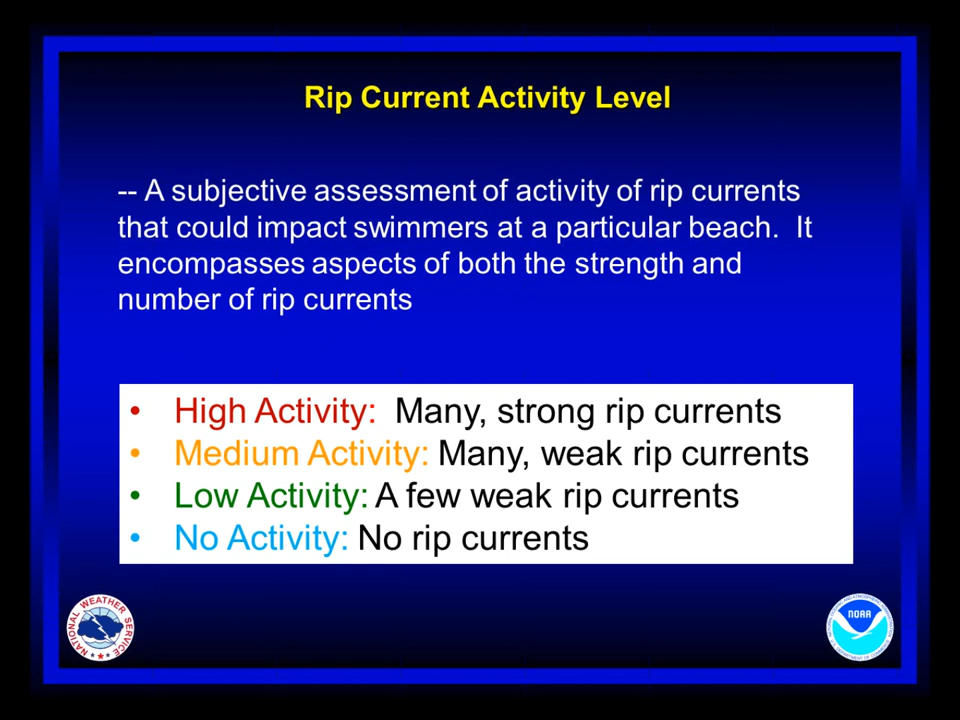 Rip Current Activity Level
-- A subjective assessment of activity of rip currents
that could impact swimmers at a particular beach.  It
encompasses aspects of both the strength and
number of rip currents
• High Activity:  Many, strong rip currents
• Medium Activity: Many, weak rip currents
• Low Activity: A few weak rip currents
• No Activity: No rip currents
NATIONAL WEATHER SERVICE
NOAA